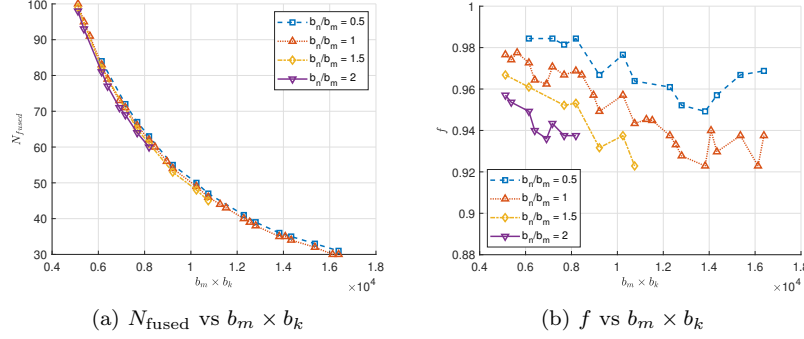 100
90
80
70
60
50
40
30
N_fused
0.4 0.6 0.8 1.0 1.2 1.4 1.6 1.8
b_m × b_k
×10^4
b_n/b_m = 0.5
b_n/b_m = 1
b_n/b_m = 1.5
b_n/b_m = 2
(a) N_fused vs b_m × b_k
1
0.98
0.96
0.94
0.92
0.9
0.88
f
0.4 0.6 0.8 1.0 1.2 1.4 1.6 1.8
b_m × b_k
×10^4
b_n/b_m = 0.5
b_n/b_m = 1
b_n/b_m = 1.5
b_n/b_m = 2
(b) f vs b_m × b_k